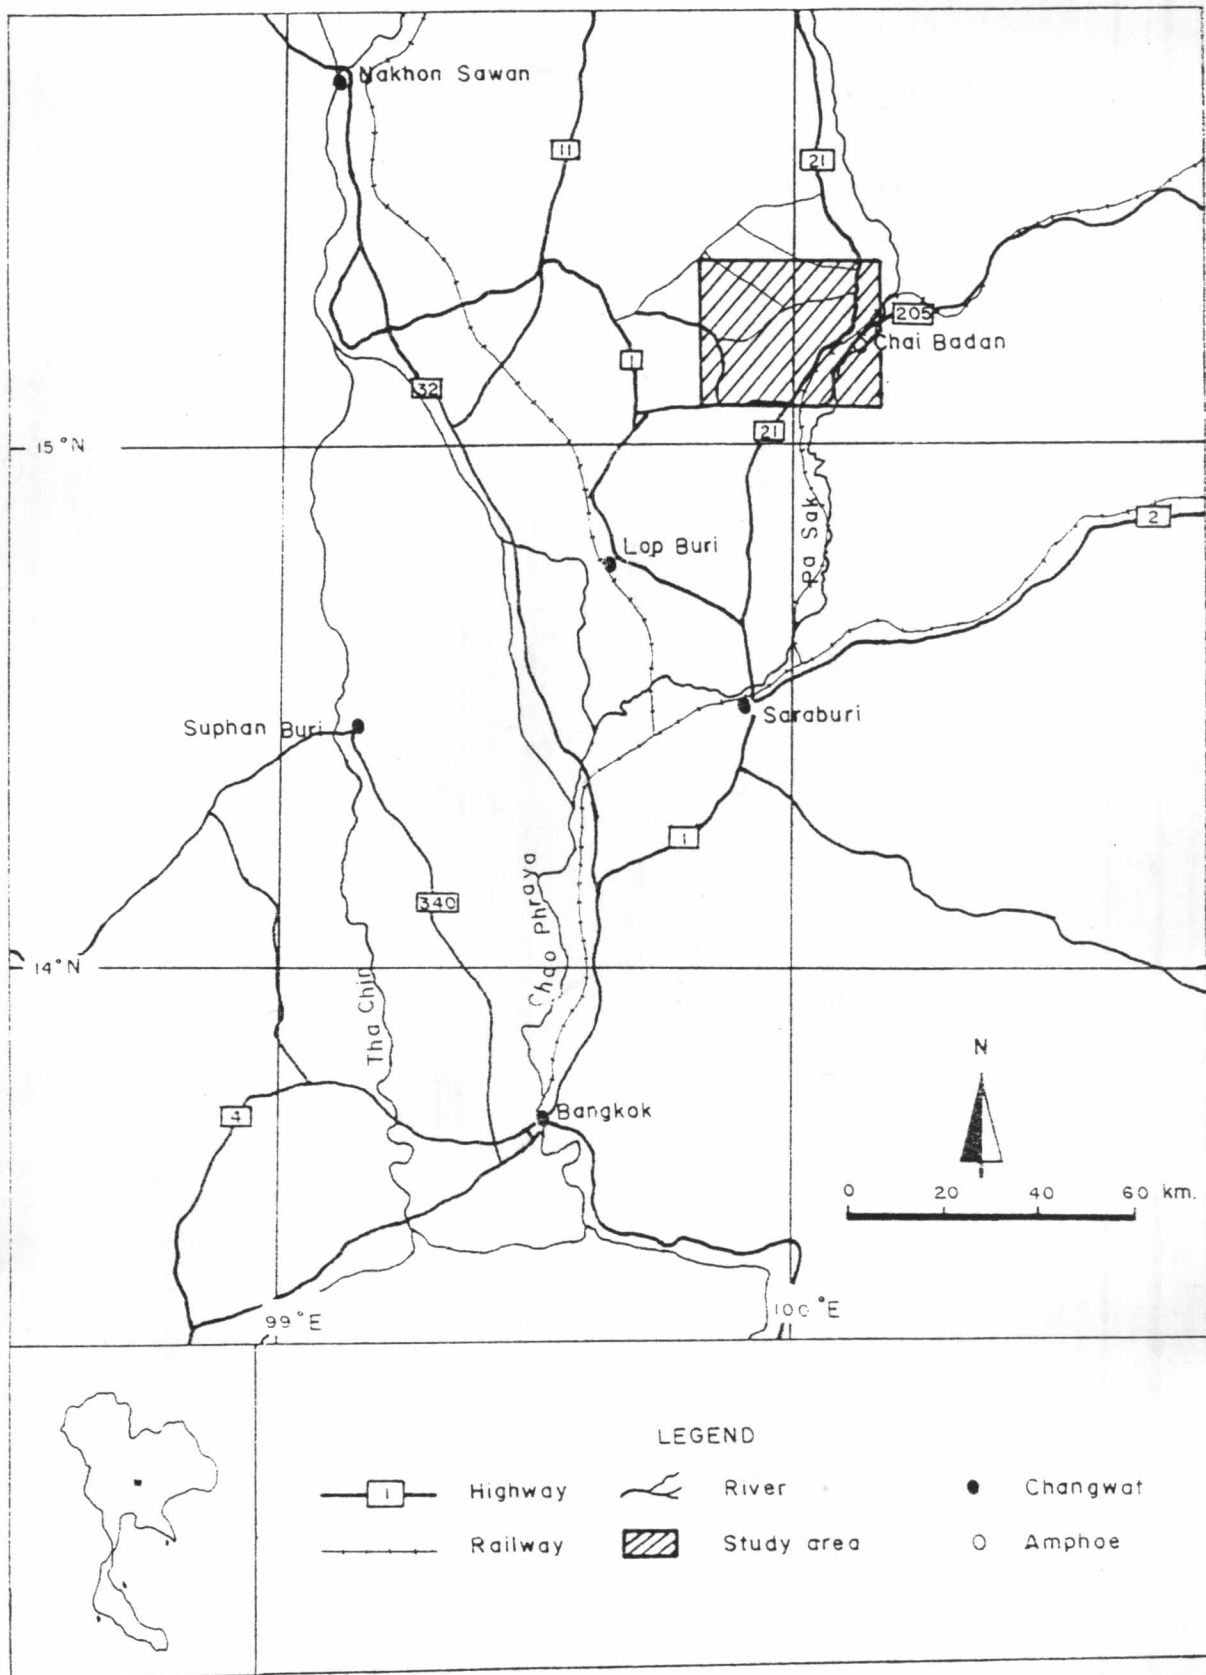 Nakhon Sawan
11
21
205
Chai Badan
1
32
21
15°N
2
Pa Sak
Lop Buri
Suphan Buri
Saraburi
1
340
Chao Phraya
14°N
Tha Chin
N
4
Bangkok
0 20 40 60 km.
99°E
100°E
LEGEND
1 Highway River Changwat
Railway Study area Amphoe